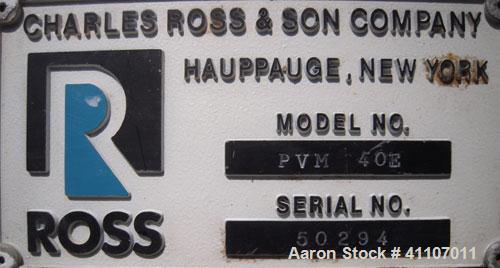 CHARLES ROSS & SON COMPANY
HAUPPAUGE, NEW YORK
MODEL NO.
PVM 40E
SERIAL NO.
50294
R
ROSS
Aaron Stock # 41107011